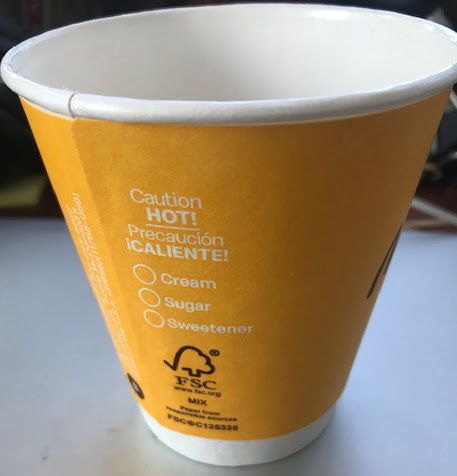 Caution
HOT!
Precaución
¡CALIENTE!
Cream
Sugar
Sweetener
®
FSC
www.fsc.org
MIX
Paper from
responsible sources
FSC® C125335